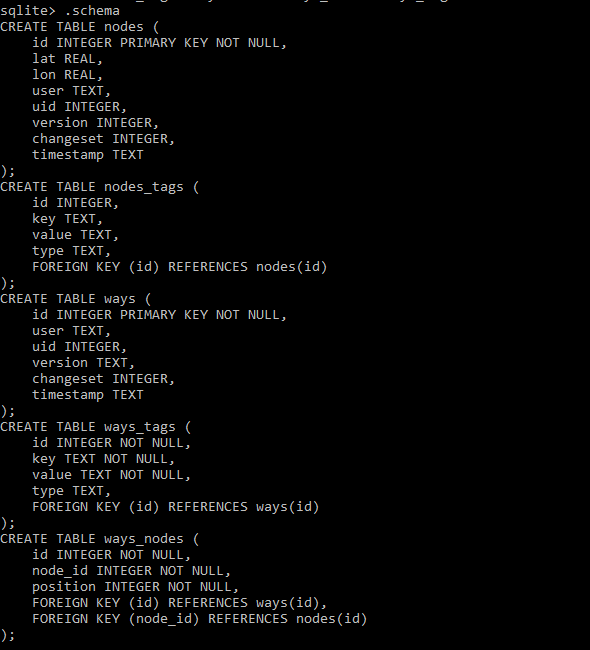 sqlite> .schema
CREATE TABLE nodes (
    id INTEGER PRIMARY KEY NOT NULL,
    lat REAL,
    lon REAL,
    user TEXT,
    uid INTEGER,
    version INTEGER,
    changeset INTEGER,
    timestamp TEXT
);
CREATE TABLE nodes_tags (
    id INTEGER,
    key TEXT,
    value TEXT,
    type TEXT,
    FOREIGN KEY (id) REFERENCES nodes(id)
);
CREATE TABLE ways (
    id INTEGER PRIMARY KEY NOT NULL,
    user TEXT,
    uid INTEGER,
    version TEXT,
    changeset INTEGER,
    timestamp TEXT
);
CREATE TABLE ways_tags (
    id INTEGER NOT NULL,
    key TEXT NOT NULL,
    value TEXT NOT NULL,
    type TEXT,
    FOREIGN KEY (id) REFERENCES ways(id)
);
CREATE TABLE ways_nodes (
    id INTEGER NOT NULL,
    node_id INTEGER NOT NULL,
    position INTEGER NOT NULL,
    FOREIGN KEY (id) REFERENCES ways(id),
    FOREIGN KEY (node_id) REFERENCES nodes(id)
);